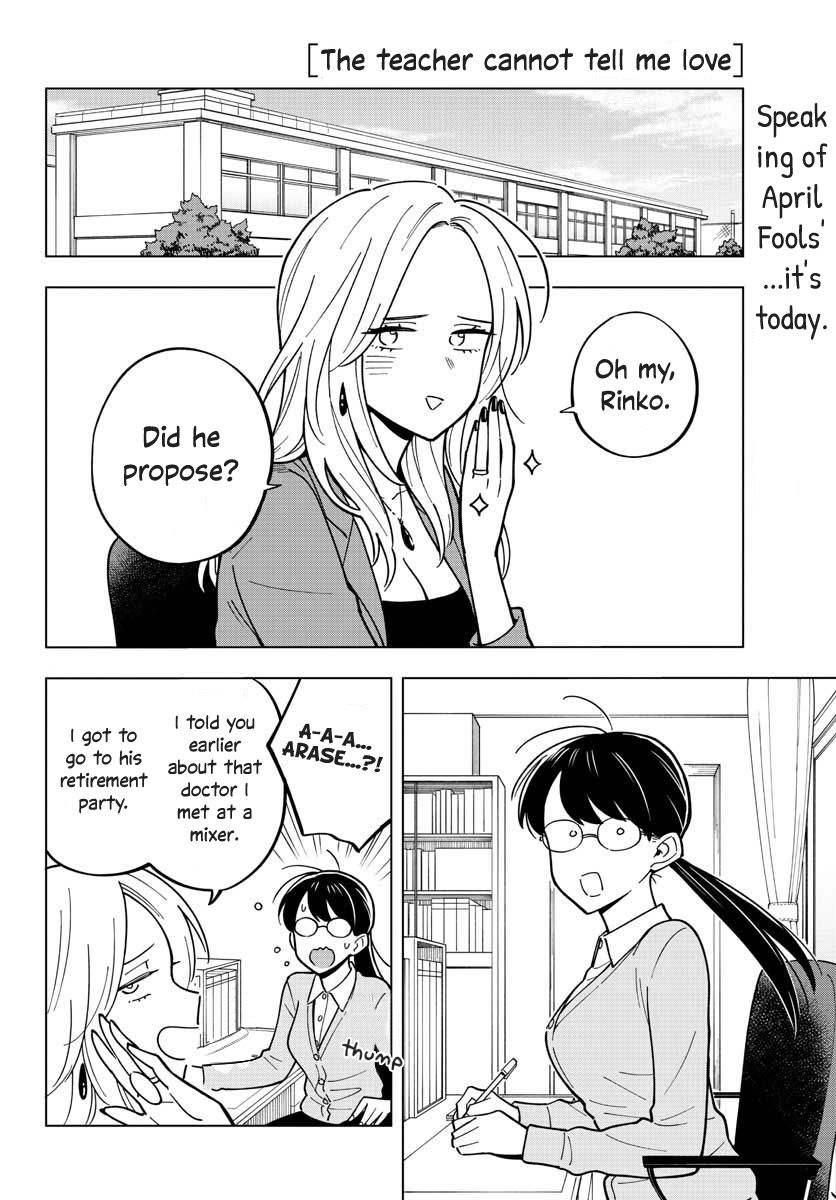 [The teacher cannot tell me love]
Speak
ing of
April
Fools'
...it's
today.
Oh my,
Rinko.
Did he
propose?
A-A-A...
ARASE...?!
I told you
earlier
about that
doctor I
met at a
mixer.
I got to
go to his
retirement
party.
thump